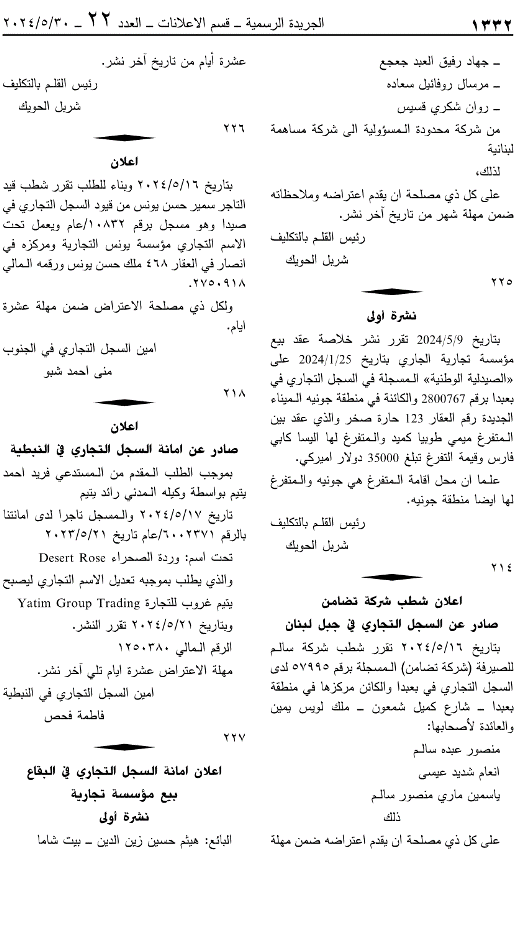 ١٣٣٢
الجريدة الرسمية ـ قسم الاعلانات ـ العدد ٢٢ ـ ٢٠٢٤/٥/٣٠
ـ جهاد رفيق العبد جعجع
ـ مرسال روفائيل سعاده
ـ روان شكري قسيس
من شركة محدودة المسؤولية الى شركة مساهمة
لبنانية
لذلك،
على كل ذي مصلحة ان يقدم اعتراضه وملاحظاته
ضمن مهلة شهر من تاريخ آخر نشر.
رئيس القلم بالتكليف
شربل الحويك
٢٢٥
نشرة أولى
بتاريخ 2024/5/9 تقرر نشر خلاصة عقد بيع
مؤسسة تجارية الجاري بتاريخ 2024/1/25 على
«الصيدلية الوطنية» المسجلة في السجل التجاري في
بعبدا برقم 2800767 والكائنة في منطقة جونيه الميناء
الجديدة رقم العقار 123 حارة صخر والذي عقد بين
المتفرغ ميمي طوبيا كميد والمتفرغ لها اليسا كابي
فارس وقيمة التفرغ تبلغ 35000 دولار اميركي.
علما ان محل اقامة المتفرغ هي جونيه والمتفرغ
لها ايضا منطقة جونيه.
رئيس القلم بالتكليف
شربل الحويك
٢١٤
اعلان شطب شركة تضامن
صادر عن السجل التجاري في جبل لبنان
بتاريخ ٢٠٢٤/٥/١٦ تقرر شطب شركة سالم
للصيرفة (شركة تضامن) المسجلة برقم ٥٧٩٩٥ لدى
السجل التجاري في بعبدا والكائن مركزها في منطقة
بعبدا ـ شارع كميل شمعون ـ ملك لويس يمين
والعائدة لأصحابها:
منصور عبده سالم
انعام شديد عيسى
ياسمين ماري منصور سالم
ذلك
على كل ذي مصلحة ان يقدم اعتراضه ضمن مهلة
عشرة أيام من تاريخ آخر نشر.
رئيس القلم بالتكليف
شربل الحويك
٢٢٦
اعلان
بتاريخ ٢٠٢٤/٥/١٦ وبناء للطلب تقرر شطب قيد
التاجر سمير حسن يونس من قيود السجل التجاري في
صيدا وهو مسجل برقم ١٠٨٣٢/عام ويعمل تحت
الاسم التجاري مؤسسة يونس التجارية ومركزه في
انصار في العقار ٤٦٨ ملك حسن يونس ورقمه المالي
٢٧٥٠٩١٨.
ولكل ذي مصلحة الاعتراض ضمن مهلة عشرة
ايام.
امين السجل التجاري في الجنوب
منى احمد شبو
٢١٨
اعلان
صادر عن امانة السجل التجاري في النبطية
بموجب الطلب المقدم من المستدعي فريد احمد
يتيم بواسطة وكيله المدني رائد يتيم
تاريخ ٢٠٢٤/٥/١٧ والمسجل تاجرا لدى امانتنا
بالرقم ٦٠٠٢٣٧١/عام تاريخ ٢٠٢٣/٥/٢١
تحت اسم: وردة الصحراء Desert Rose
والذي يطلب بموجبه تعديل الاسم التجاري ليصبح
يتيم غروب للتجارة Yatim Group Trading
وبتاريخ ٢٠٢٤/٥/٢١ تقرر النشر.
الرقم المالي ١٢٥٠٣٨٠
مهلة الاعتراض عشرة ايام تلي آخر نشر.
امين السجل التجاري في النبطية
فاطمة فحص
٢٢٧
اعلان امانة السجل التجاري في البقاع
بيع مؤسسة تجارية
نشرة أولى
البائع: هيثم حسين زين الدين ـ بيت شاما